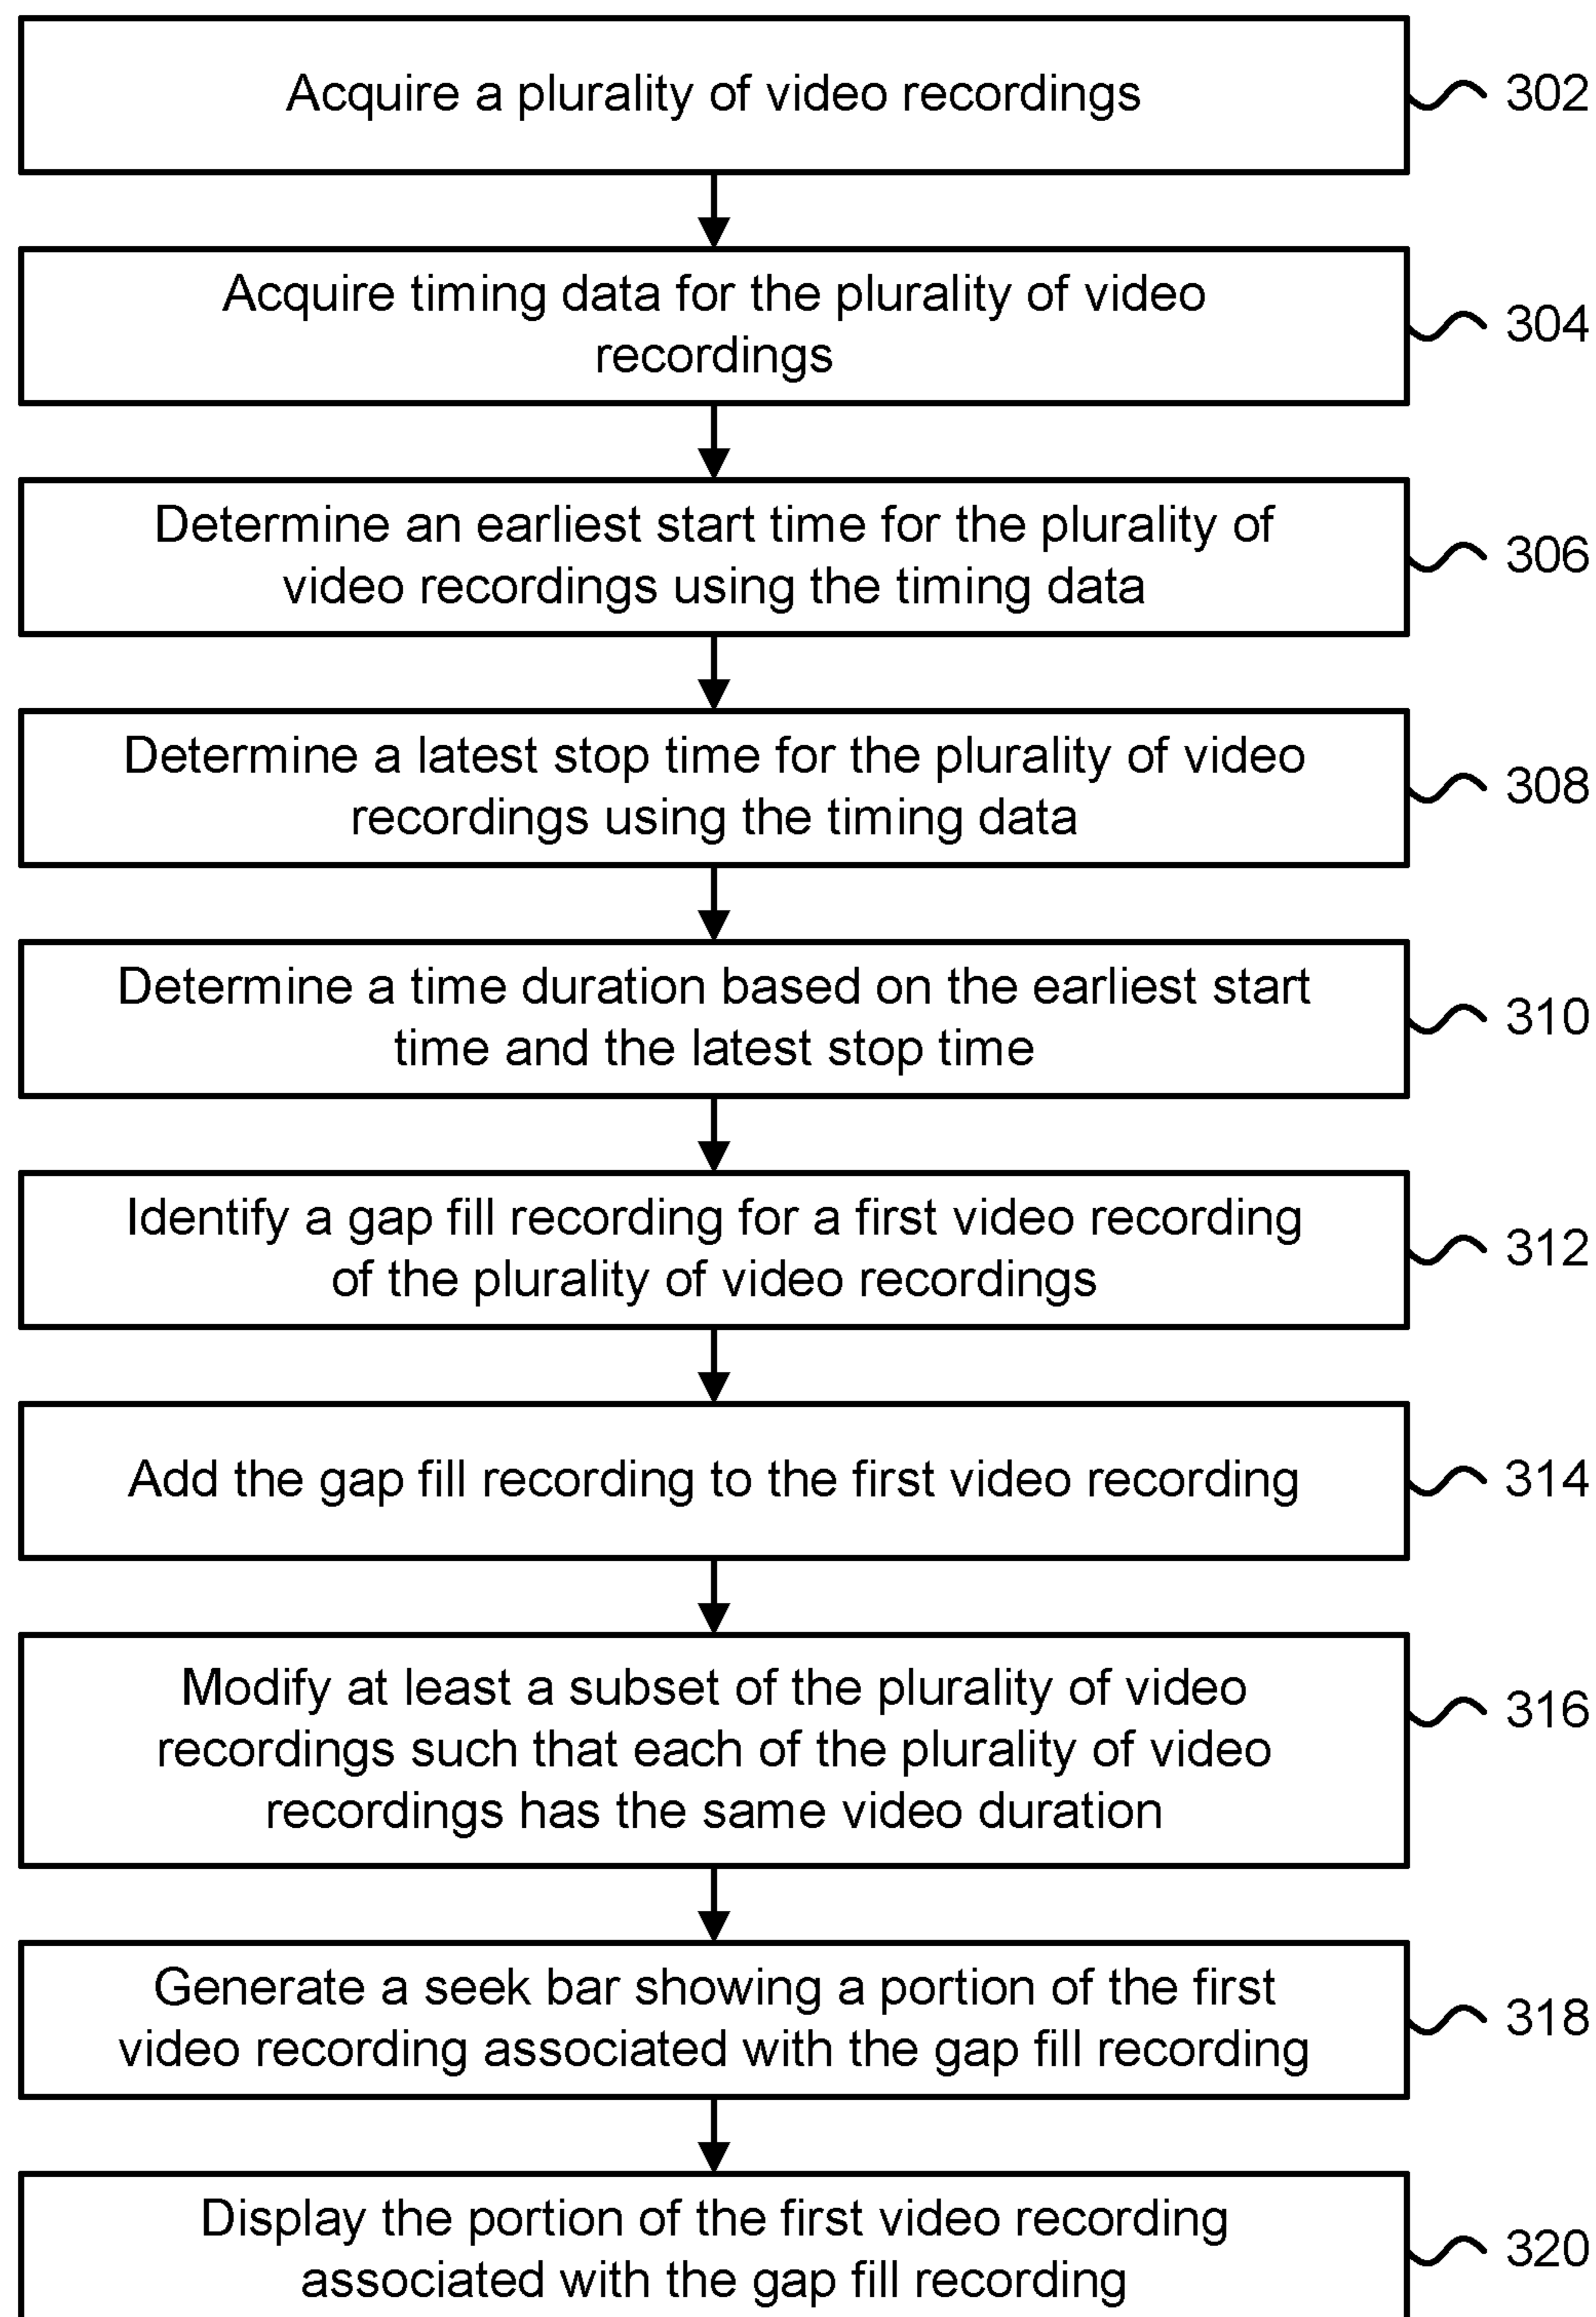 Acquire a plurality of video recordings
302
Acquire timing data for the plurality of video
recordings
304
Determine an earliest start time for the plurality of
video recordings using the timing data
306
Determine a latest stop time for the plurality of video
recordings using the timing data
308
Determine a time duration based on the earliest start
time and the latest stop time
310
Identify a gap fill recording for a first video recording
of the plurality of video recordings
312
Add the gap fill recording to the first video recording
314
Modify at least a subset of the plurality of video
recordings such that each of the plurality of video
recordings has the same video duration
316
Generate a seek bar showing a portion of the first
video recording associated with the gap fill recording
318
Display the portion of the first video recording
associated with the gap fill recording
320